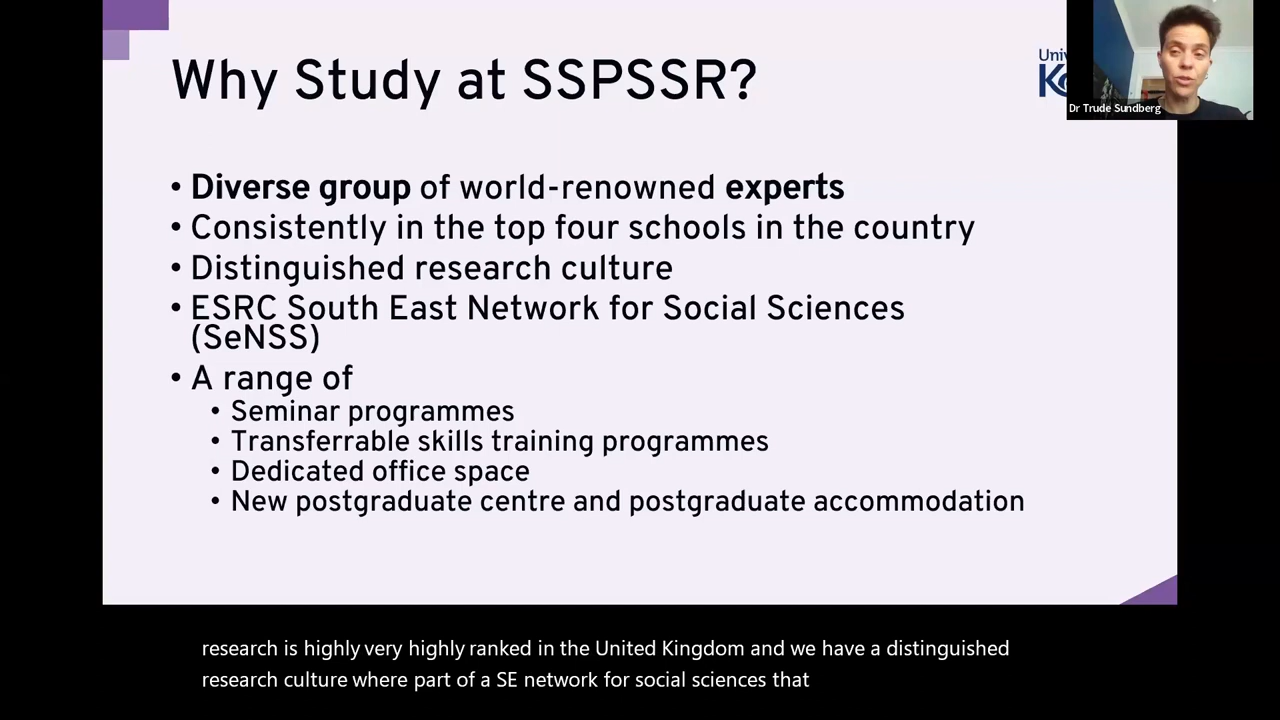 Why Study at SSPSSR?
Dr Trude Sundberg
• Diverse group of world-renowned experts
• Consistently in the top four schools in the country
• Distinguished research culture
• ESRC South East Network for Social Sciences
(SeNSS)
• A range of
• Seminar programmes
• Transferrable skills training programmes
• Dedicated office space
• New postgraduate centre and postgraduate accommodation
research is highly very highly ranked in the United Kingdom and we have a distinguished
research culture where part of a SE network for social sciences that